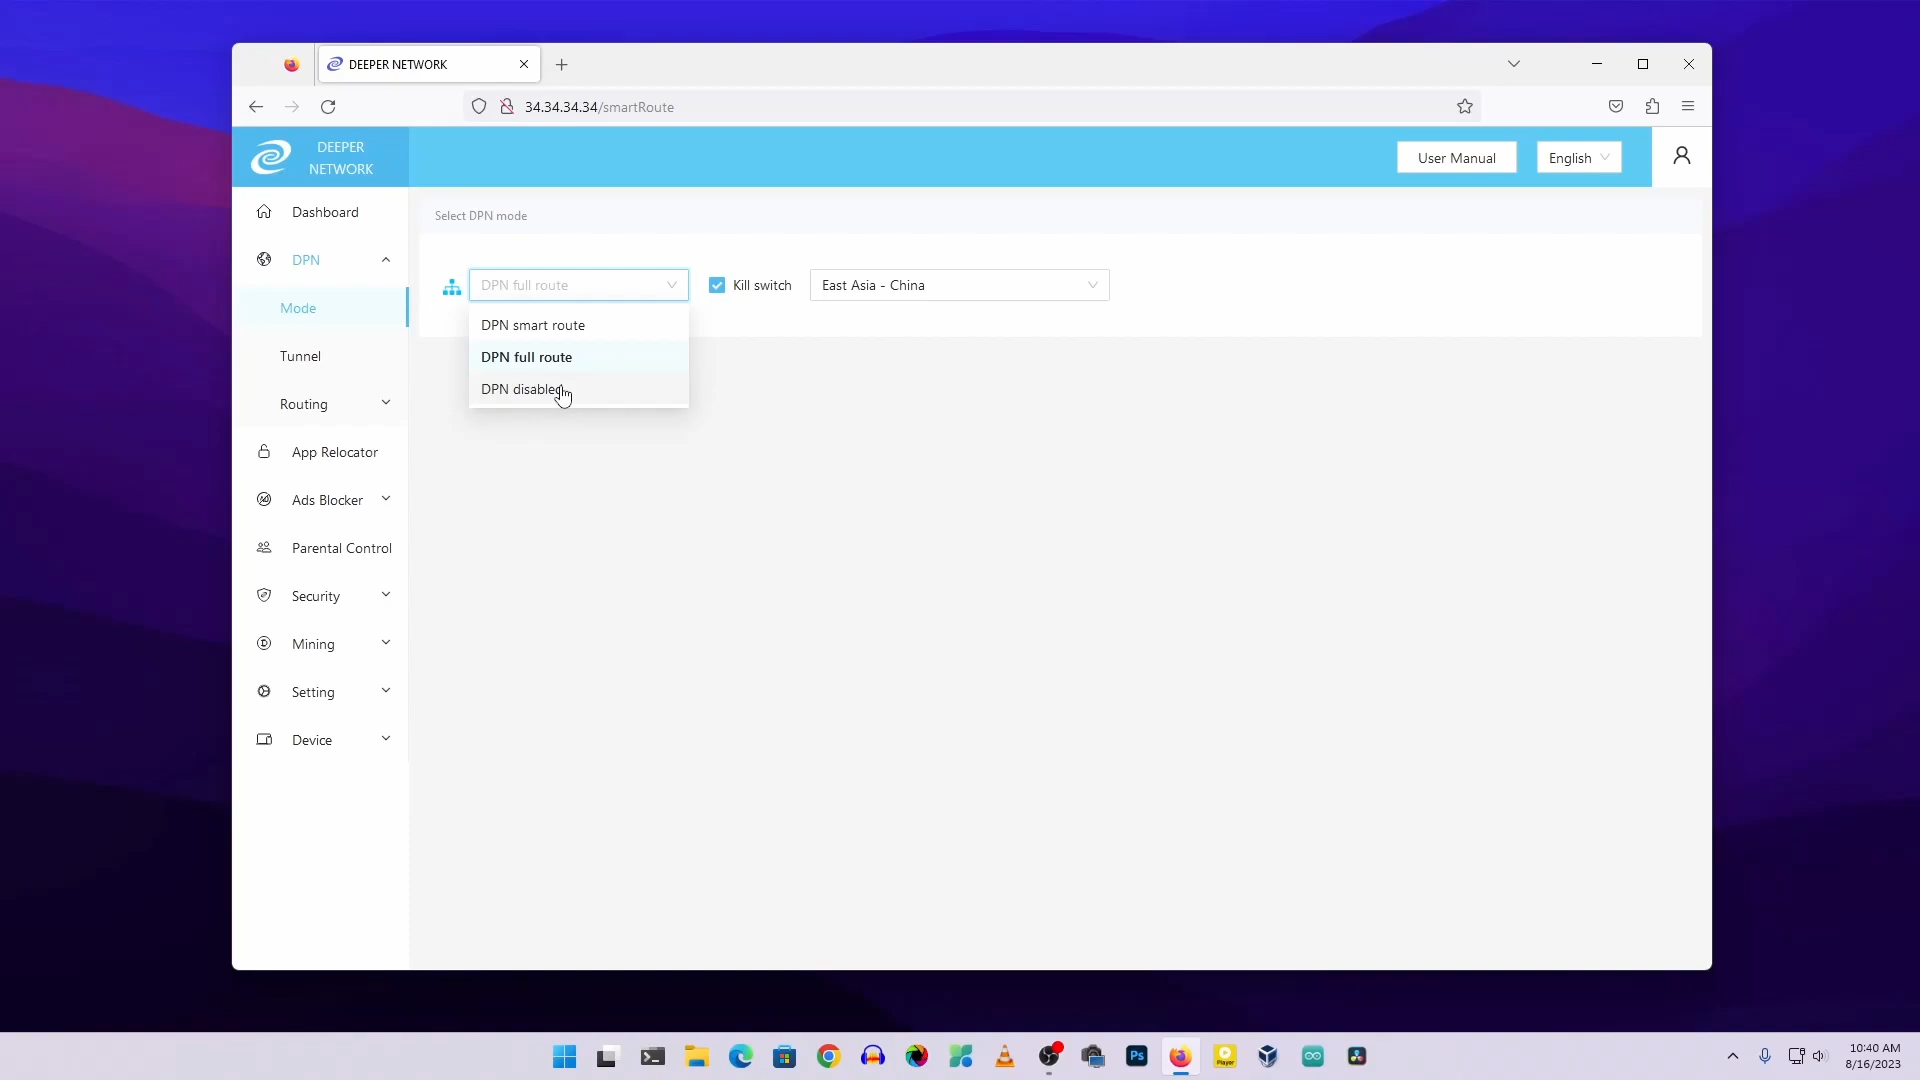 DEEPER NETWORK
34.34.34.34/smartRoute
DEEPER
NETWORK
User Manual
English
Dashboard
Select DPN mode
DPN
DPN full route
Kill switch
East Asia - China
Mode
DPN smart route
Tunnel
DPN full route
DPN disabled
Routing
App Relocator
Ads Blocker
Parental Control
Security
Mining
Setting
Device
Ps
Player
10:40 AM
8/16/2023